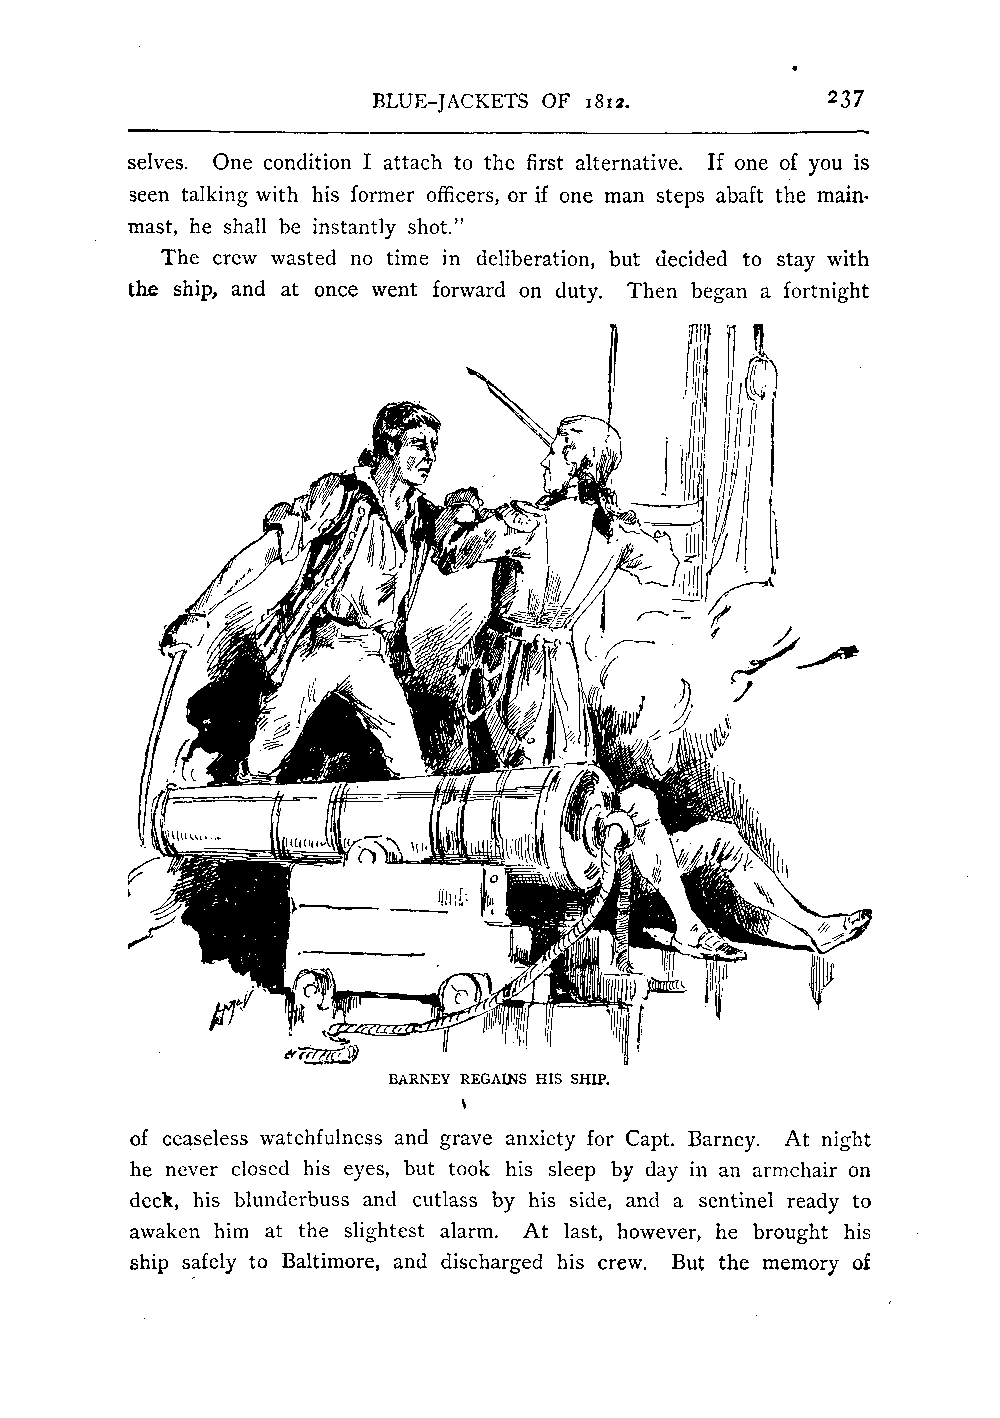 BLUE-JACKETS OF 1812. 237
selves. One condition I attach to the first alternative. If one of you is
seen talking with his former officers, or if one man steps abaft the main-
mast, he shall be instantly shot."
The crew wasted no time in deliberation, but decided to stay with
the ship, and at once went forward on duty. Then began a fortnight
BARNEY REGAINS HIS SHIP.
of ceaseless watchfulness and grave anxiety for Capt. Barney. At night
he never closed his eyes, but took his sleep by day in an armchair on
deck, his blunderbuss and cutlass by his side, and a sentinel ready to
awaken him at the slightest alarm. At last, however, he brought his
ship safely to Baltimore, and discharged his crew. But the memory of